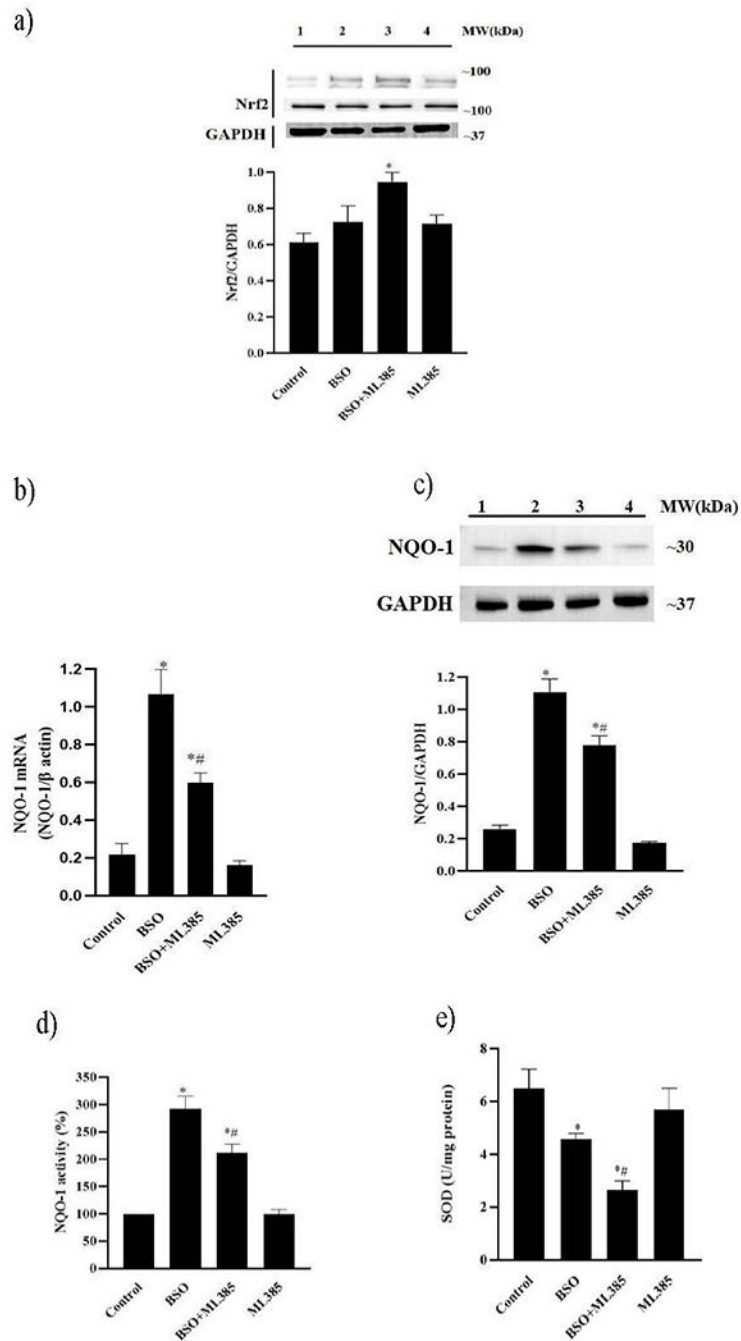 a)
1 2 3 4 MW(kDa)
~100
Nrf2
~100
GAPDH
~37
1.0
0.8
0.6
0.4
0.2
0.0
Nrf2/GAPDH
*
Control
BSO
BSO+ML385
ML385
b)
1.2
1.0
0.8
0.6
0.4
0.2
0.0
NQO-1 mRNA
(NQO-1/β actin)
*
*#
Control
BSO
BSO+ML385
ML385
c)
1 2 3 4 MW(kDa)
NQO-1 ~30
GAPDH ~37
1.2
1.0
0.8
0.6
0.4
0.2
0.0
NQO-1/GAPDH
*
*#
Control
BSO
BSO+ML385
ML385
d)
350
300
250
200
150
100
50
0
NQO-1 activity (%)
*
*#
Control
BSO
BSO+ML385
ML385
e)
8
6
4
2
0
SOD (U/mg protein)
*
*#
Control
BSO
BSO+ML385
ML385